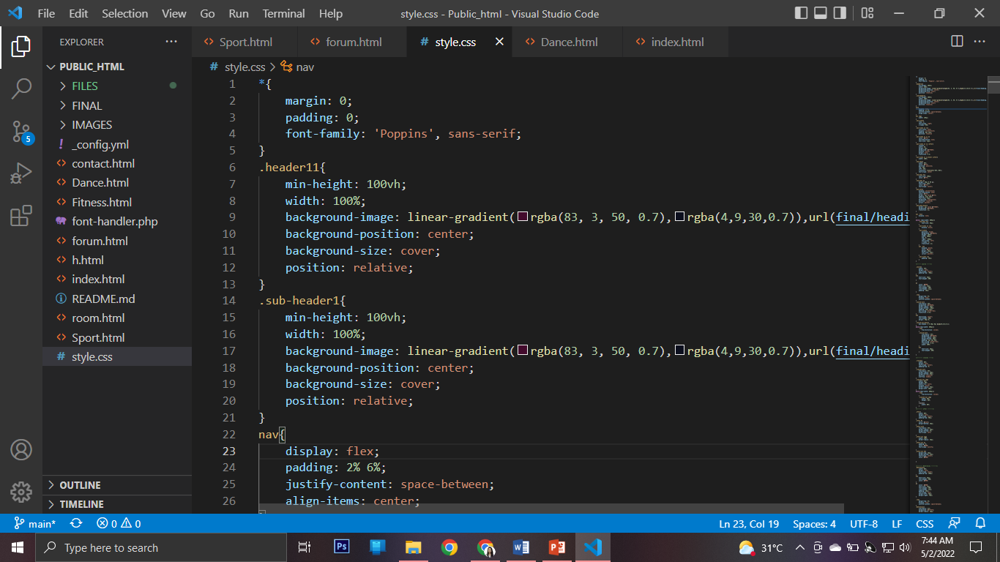 File Edit Selection View Go Run Terminal Help style.css - Public_html - Visual Studio Code
EXPLORER ···
PUBLIC_HTML
FILES
FINAL
IMAGES
! _config.yml
contact.html
Dance.html
Fitness.html
font-handler.php
forum.html
h.html
index.html
README.md
room.html
Sport.html
# style.css
OUTLINE
TIMELINE
5
<> Sport.html <> forum.html # style.css <> Dance.html <> index.html
# style.css > nav
1 *{
2 margin: 0;
3 padding: 0;
4 font-family: 'Poppins', sans-serif;
5 }
6 .header11{
7 min-height: 100vh;
8 width: 100%;
9 background-image: linear-gradient(rgba(83, 3, 50, 0.7),rgba(4,9,30,0.7)),url(final/headi
10 background-position: center;
11 background-size: cover;
12 position: relative;
13 }
14 .sub-header1{
15 min-height: 100vh;
16 width: 100%;
17 background-image: linear-gradient(rgba(83, 3, 50, 0.7),rgba(4,9,30,0.7)),url(final/headi
18 background-position: center;
19 background-size: cover;
20 position: relative;
21 }
22 nav{
23 display: flex;
24 padding: 2% 6%;
25 justify-content: space-between;
26 align-items: center;
main* 0 0 Ln 23, Col 19 Spaces: 4 UTF-8 LF CSS
Type here to search Ps W P 31°C 7:44 AM
5/2/2022